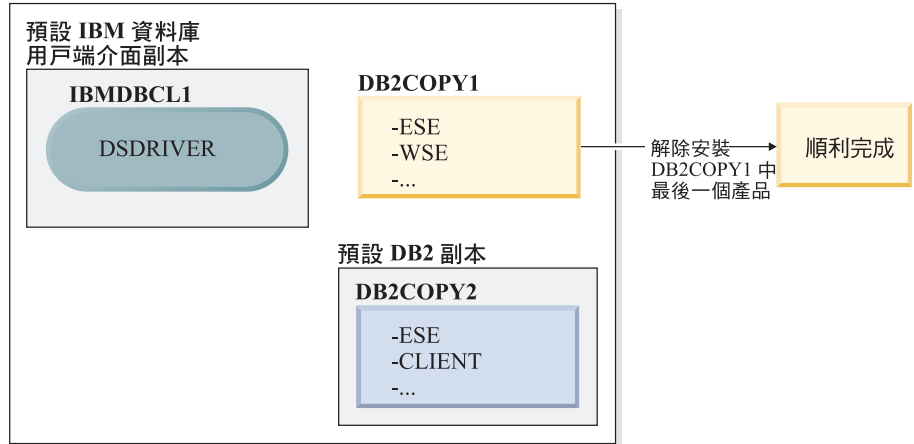 預設 IBM 資料庫
用戶端介面副本
IBMDBCL1
DSDRIVER
DB2COPY1
-ESE
-WSE
-...
解除安裝
DB2COPY1 中
最後一個產品
順利完成
預設 DB2 副本
DB2COPY2
-ESE
-CLIENT
-...